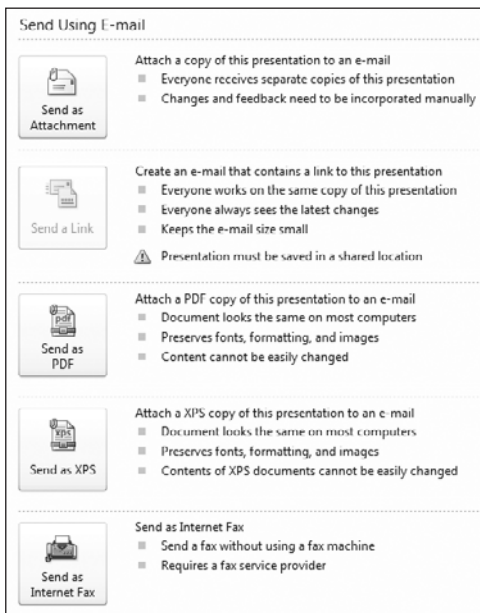 Send Using E-mail
Attach a copy of this presentation to an e-mail
Everyone receives separate copies of this presentation
Changes and feedback need to be incorporated manually
Send as
Attachment
Create an e-mail that contains a link to this presentation
Everyone works on the same copy of this presentation
Everyone always sees the latest changes
Keeps the e-mail size small
Presentation must be saved in a shared location
Send a Link
Attach a PDF copy of this presentation to an e-mail
Document looks the same on most computers
Preserves fonts, formatting, and images
Content cannot be easily changed
pdf
Send as
PDF
Attach a XPS copy of this presentation to an e-mail
Document looks the same on most computers
Preserves fonts, formatting, and images
Contents of XPS documents cannot be easily changed
xps
Send as XPS
Send as Internet Fax
Send a fax without using a fax machine
Requires a fax service provider
Send as
Internet Fax